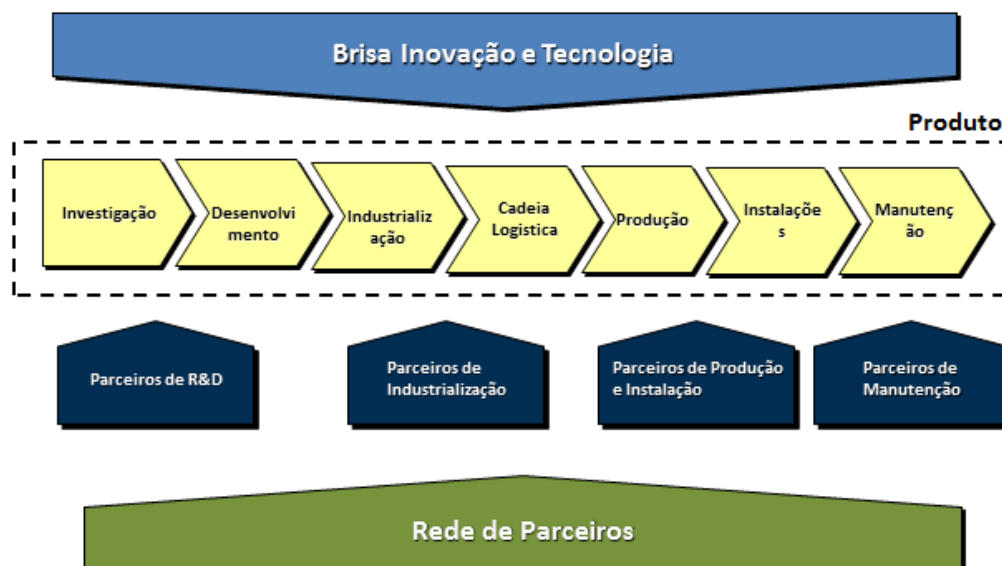 Brisa Inovação e Tecnologia
Produto
Investigação
Desenvolvi
mento
Industrializ
ação
Cadeia
Logistica
Produção
Instalaçõe
s
Manutenç
ão
Parceiros de R&D
Parceiros de
Industrialização
Parceiros de Produção
e Instalação
Parceiros de
Manutenção
Rede de Parceiros